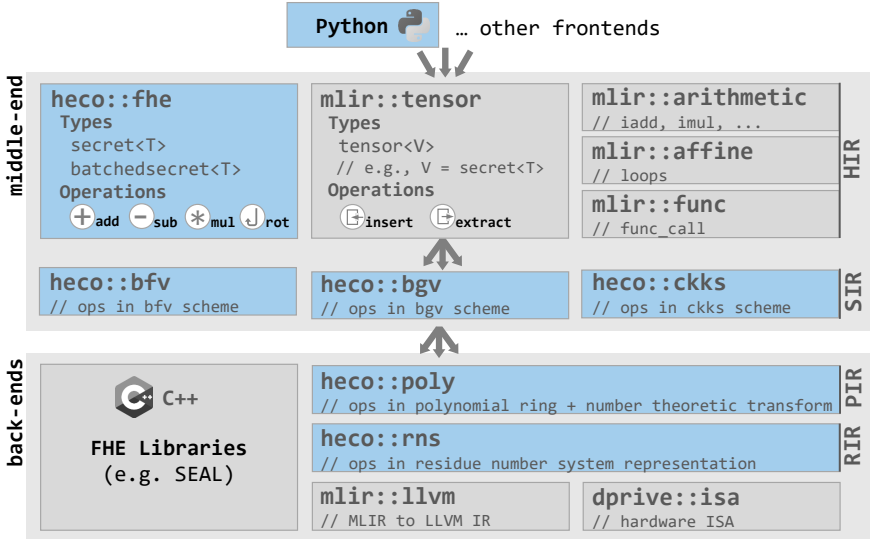 Python
… other frontends
middle-end
heco::fhe
Types
secret<T>
batchedsecret<T>
Operations
add
sub
mul
rot
mlir::tensor
Types
tensor<V>
// e.g., V = secret<T>
Operations
insert
extract
mlir::arithmetic
// iadd, imul, ...
mlir::affine
// loops
mlir::func
// func_call
HIR
heco::bfv
// ops in bfv scheme
heco::bgv
// ops in bgv scheme
heco::ckks
// ops in ckks scheme
SIR
back-ends
C++
C++
FHE Libraries
(e.g. SEAL)
heco::poly
// ops in polynomial ring + number theoretic transform
PIR
heco::rns
// ops in residue number system representation
RIR
mlir::llvm
// MLIR to LLVM IR
dprive::isa
// hardware ISA